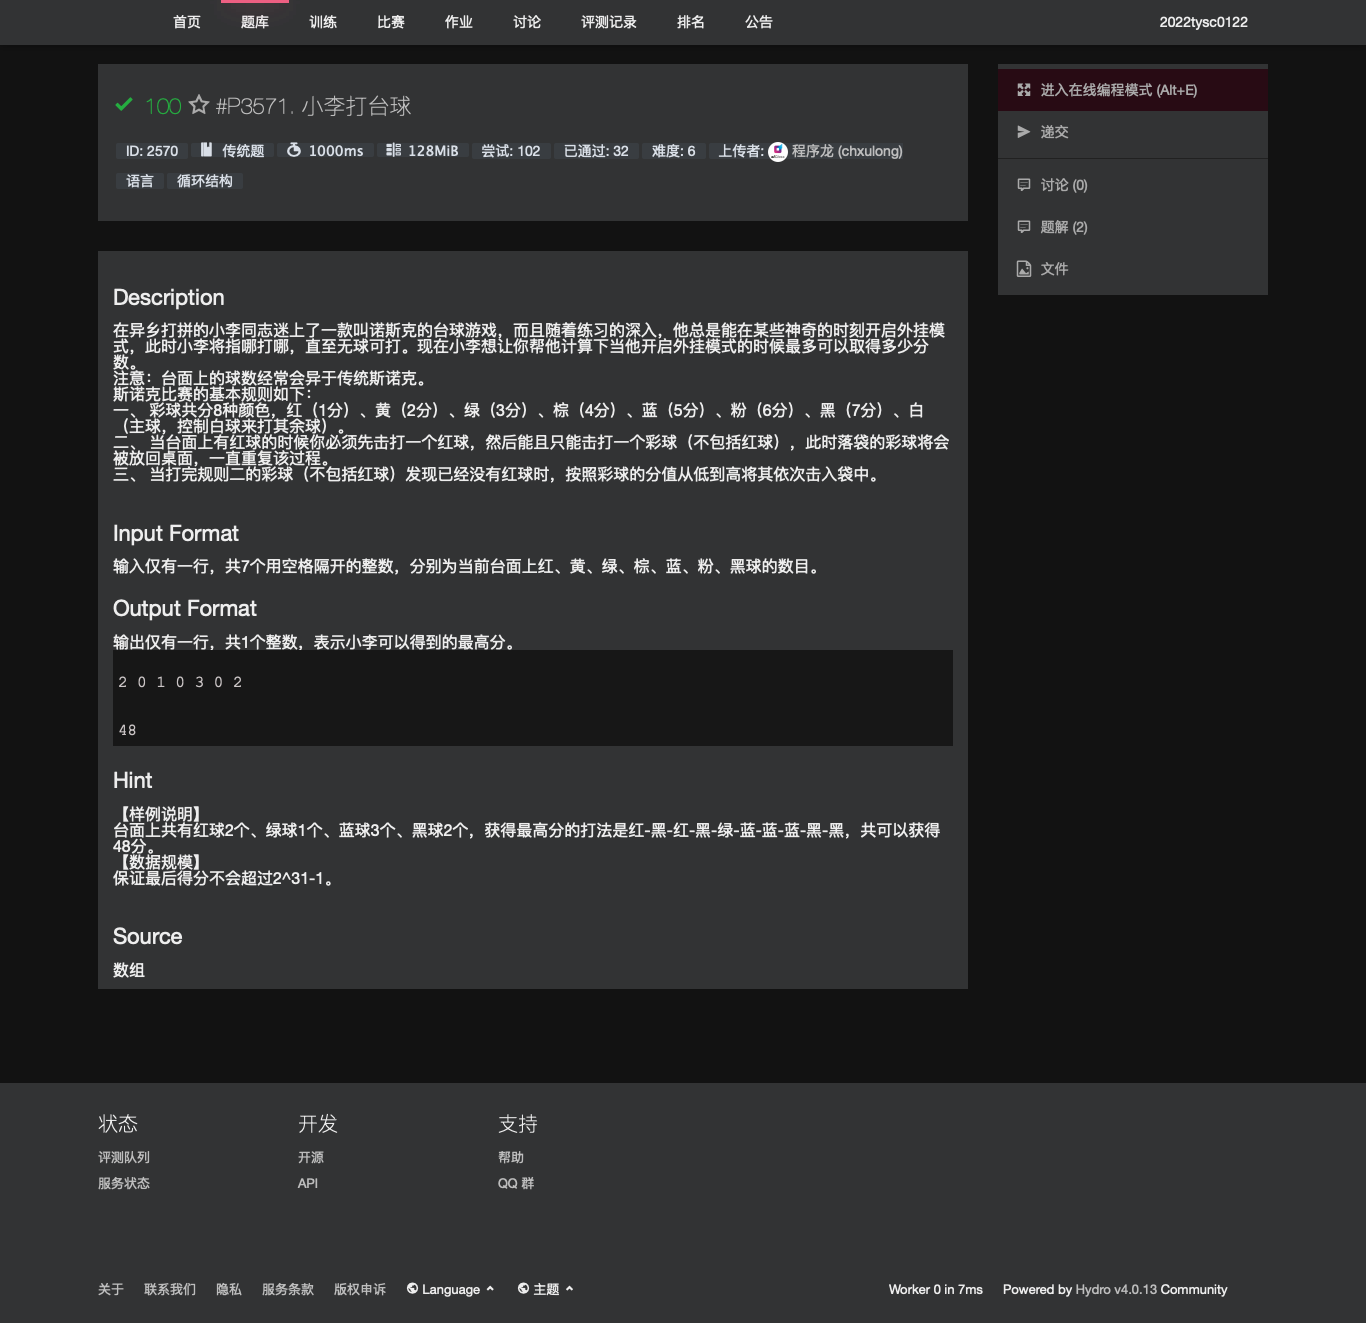 首页 题库 训练 比赛 作业 讨论 评测记录 排名 公告 2022tysc0122
100 #P3571. 小李打台球
ID: 2570 传统题 1000ms 128MiB 尝试: 102 已通过: 32 难度: 6 上传者: 程序龙 (chxulong)
语言 循环结构
进入在线编程模式 (Alt+E)
递交
讨论 (0)
题解 (2)
文件
Description
在异乡打拼的小李同志迷上了一款叫诺斯克的台球游戏，而且随着练习的深入，他总是能在某些神奇的时刻开启外挂模
式，此时小李将指哪打哪，直至无球可打。现在小李想让你帮他计算下当他开启外挂模式的时候最多可以取得多少分
数。
注意：台面上的球数经常会异于传统斯诺克。
斯诺克比赛的基本规则如下：
一、 彩球共分8种颜色，红（1分）、黄（2分）、绿（3分）、棕（4分）、蓝（5分）、粉（6分）、黑（7分）、白
（主球，控制白球来打其余球）。
二、 当台面上有红球的时候你必须先击打一个红球，然后能且只能击打一个彩球（不包括红球），此时落袋的彩球将会
被放回桌面，一直重复该过程。
三、 当打完规则二的彩球（不包括红球）发现已经没有红球时，按照彩球的分值从低到高将其依次击入袋中。
Input Format
输入仅有一行，共7个用空格隔开的整数，分别为当前台面上红、黄、绿、棕、蓝、粉、黑球的数目。
Output Format
输出仅有一行，共1个整数，表示小李可以得到的最高分。
2 0 1 0 3 0 2
48
Hint
【样例说明】
台面上共有红球2个、绿球1个、蓝球3个、黑球2个，获得最高分的打法是红-黑-红-黑-绿-蓝-蓝-蓝-黑-黑，共可以获得
48分。
【数据规模】
保证最后得分不会超过2^31-1。
Source
数组
状态 开发 支持
评测队列 开源 帮助
服务状态 API QQ 群
关于 联系我们 隐私 服务条款 版权申诉 Language 主题 Worker 0 in 7ms Powered by Hydro v4.0.13 Community